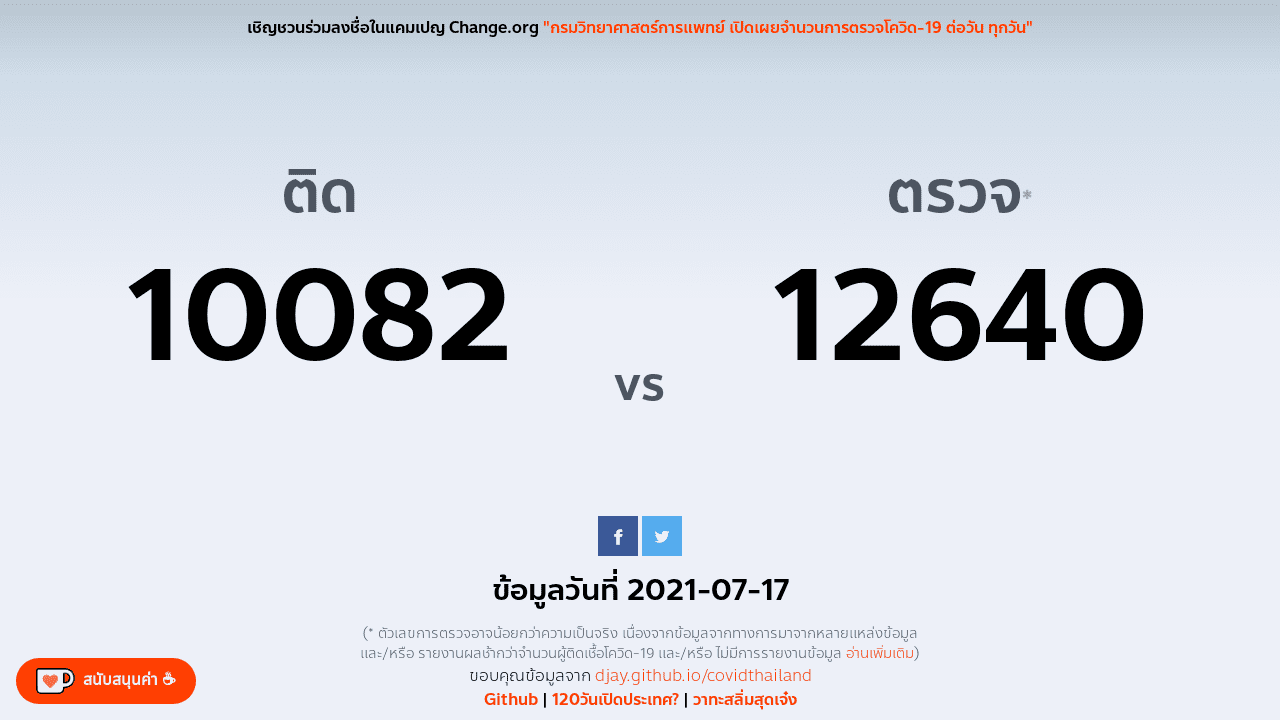 เชิญชวนร่วมลงชื่อในแคมเปญ Change.org "กรมวิทยาศาสตร์การแพทย์ เปิดเผยจำนวนการตรวจโควิด-19 ต่อวัน ทุกวัน"
ติด
10082
vs
ตรวจ*
12640
ข้อมูลวันที่ 2021-07-17
(* ตัวเลขการตรวจอาจน้อยกว่าความเป็นจริง เนื่องจากข้อมูลจากทางการมาจากหลายแหล่งข้อมูล
และ/หรือ รายงานผลช้ากว่าจำนวนผู้ติดเชื้อโควิด-19 และ/หรือ ไม่มีการรายงานข้อมูล อ่านเพิ่มเติม)
ขอบคุณข้อมูลจาก djay.github.io/covidthailand
Github | 120วันเปิดประเทศ? | วาทะสลิ่มสุดเจ๋ง
สนับสนุนค่า ☕